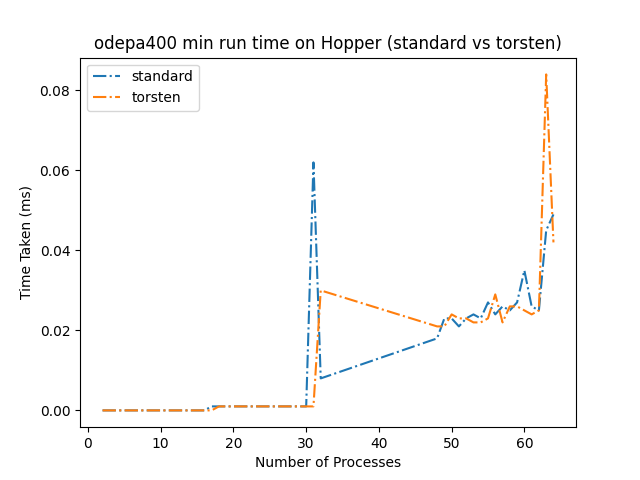 odepa400 min run time on Hopper (standard vs torsten)
standard
torsten
0.08
0.06
0.04
0.02
0.00
Time Taken (ms)
0 10 20 30 40 50 60
Number of Processes